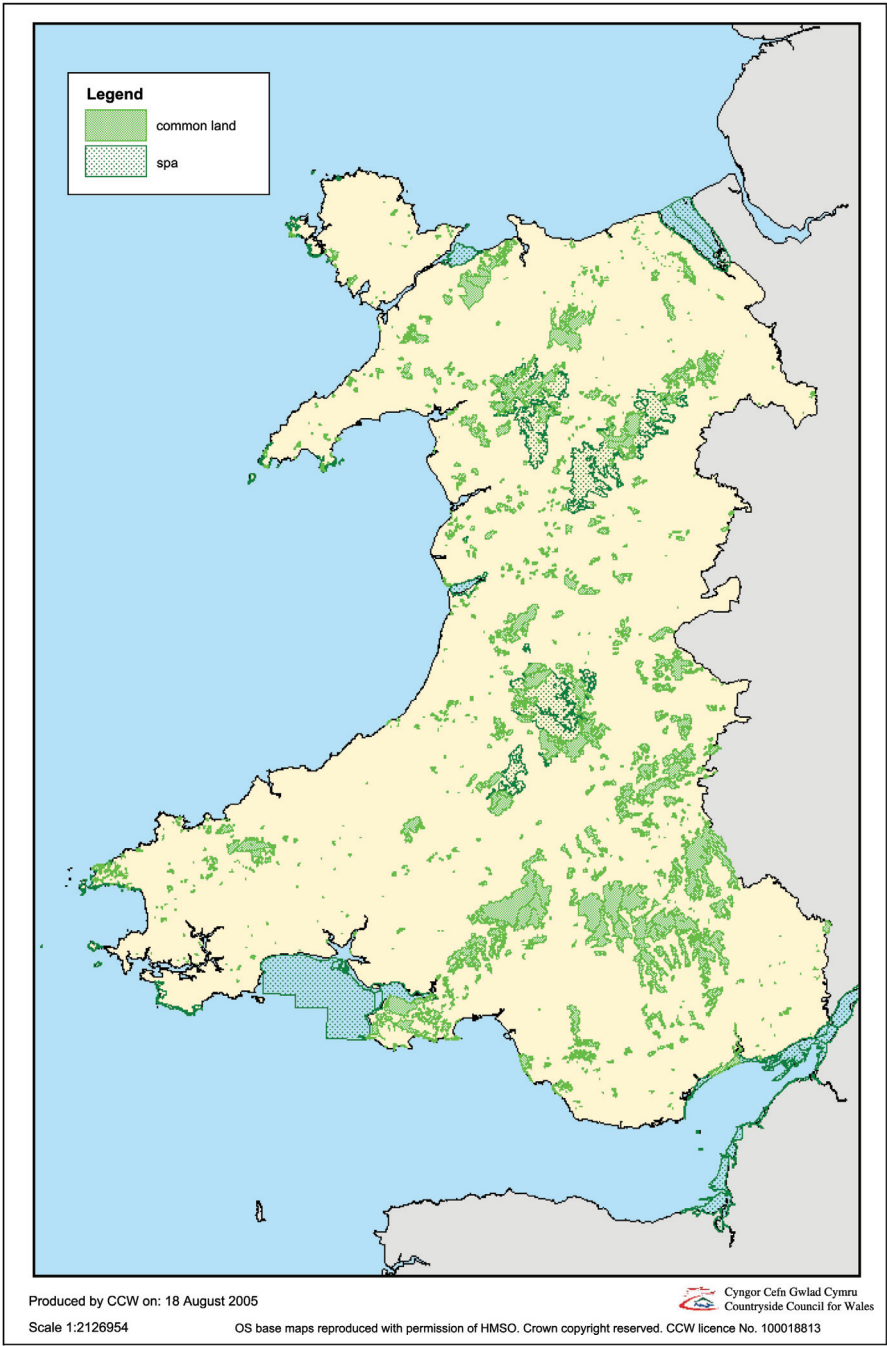 Legend
common land
spa
Produced by CCW on: 18 August 2005
Cyngor Cefn Gwlad Cymru
Countryside Council for Wales
Scale 1:2126954
OS base maps reproduced with permission of HMSO. Crown copyright reserved. CCW licence No. 100018813